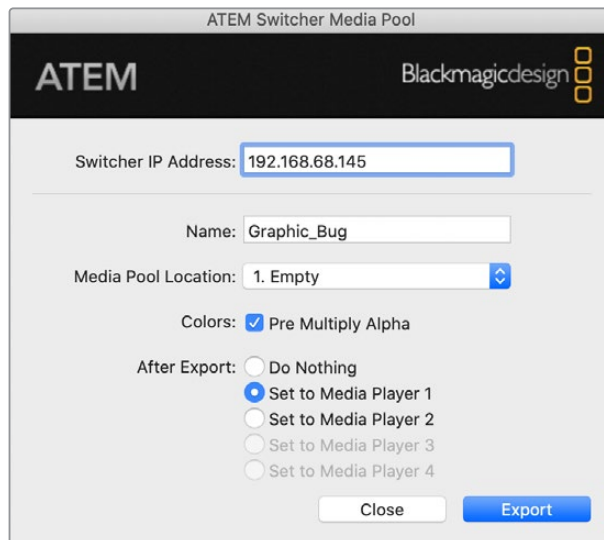 ATEM Switcher Media Pool
ATEM
Blackmagicdesign
Switcher IP Address: 192.168.68.145
Name: Graphic_Bug
Media Pool Location: 1. Empty
Colors: Pre Multiply Alpha
After Export: Do Nothing
Set to Media Player 1
Set to Media Player 2
Set to Media Player 3
Set to Media Player 4
Close Export